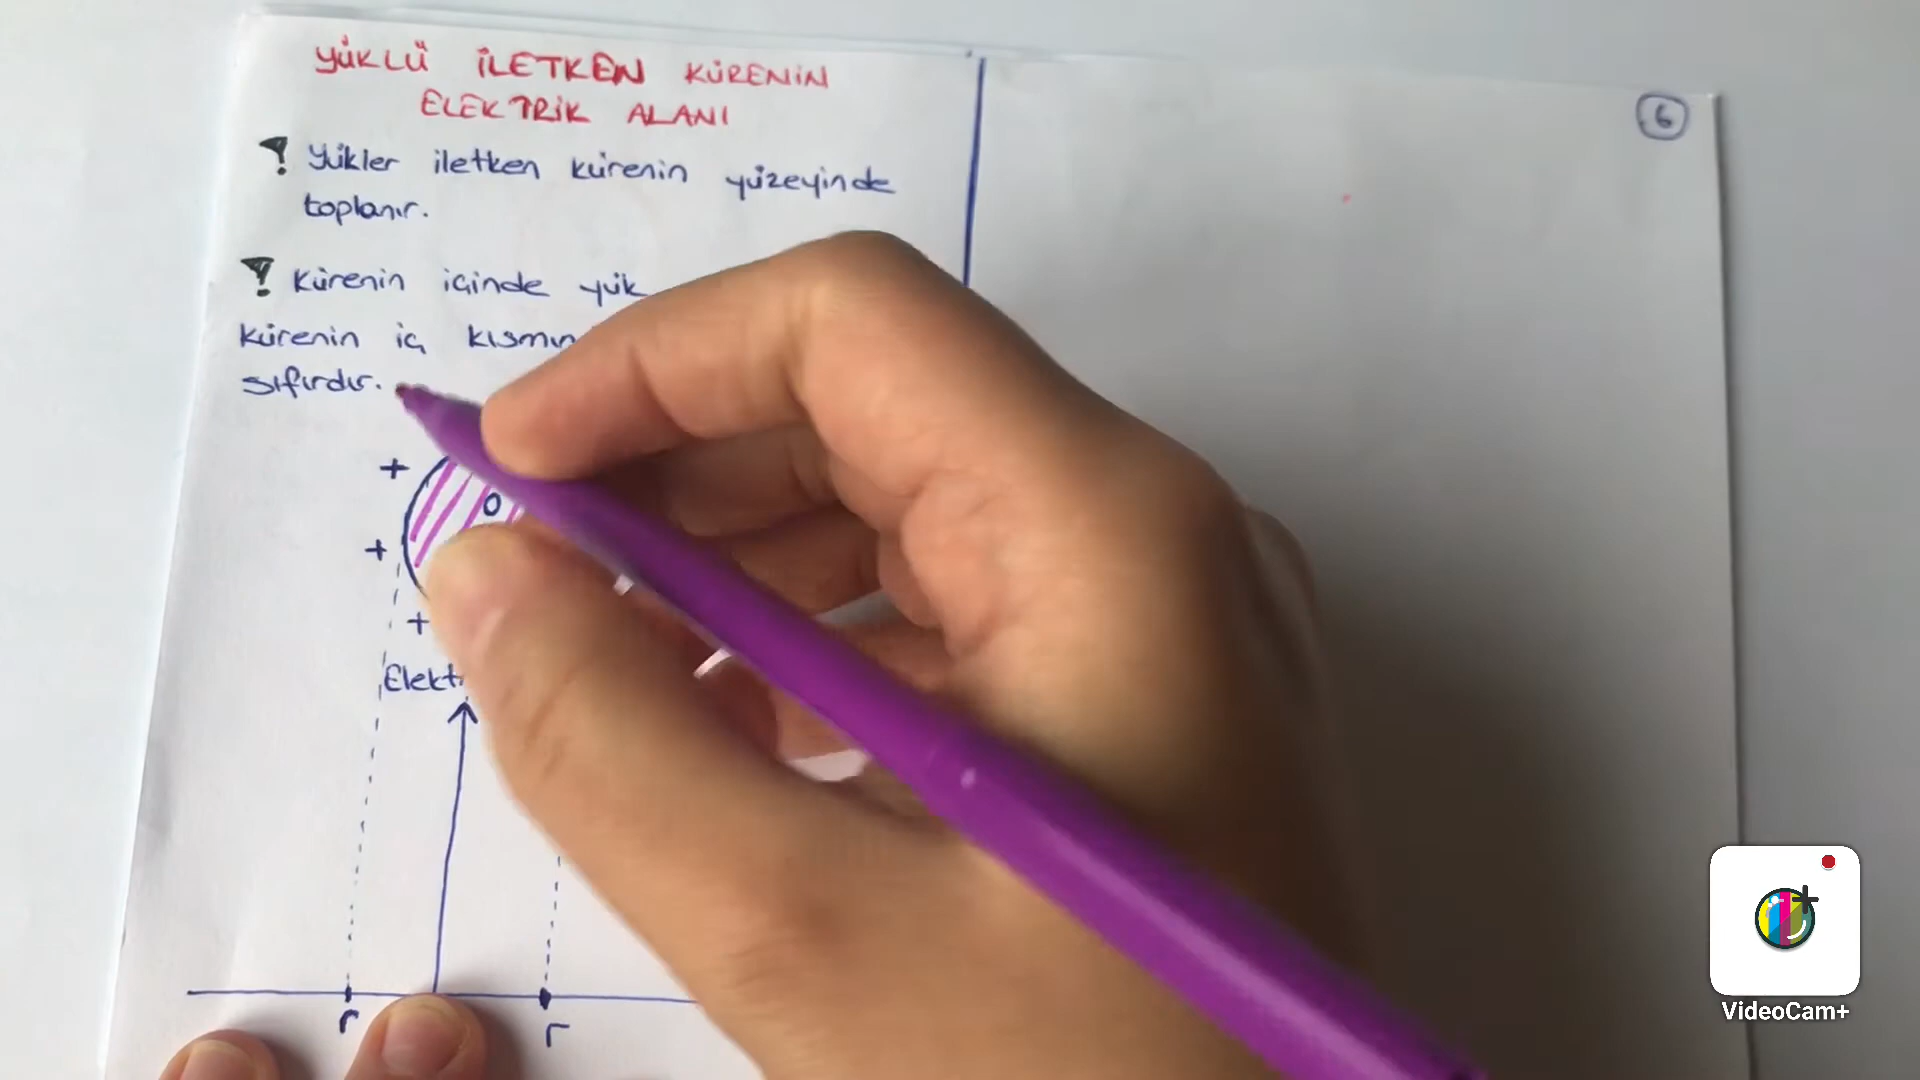 YÜKLÜ İLETKEN KÜRENİN
ELEKTRİK ALANI
! Yükler iletken kürenin yüzeyinde
toplanır.
! Kürenin içinde yük
kürenin iç
sıfırdır.
+
0
+
+
r
r
6
VideoCam+